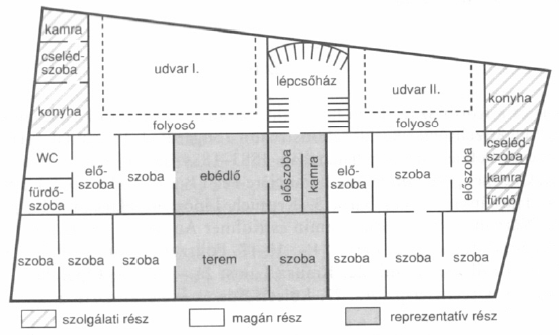 kamra
cseléd-
szoba
konyha
udvar I.
lépcsőház
udvar II.
konyha
folyosó
folyosó
WC
fürdő-
szoba
elő-
szoba
szoba
ebédlő
előszoba
kamra
elő-
szoba
szoba
előszoba
cseléd-
szoba
kamra
fürdő
szoba
szoba
szoba
terem
szoba
szoba
szoba
szoba
szolgálati rész
magán rész
reprezentatív rész